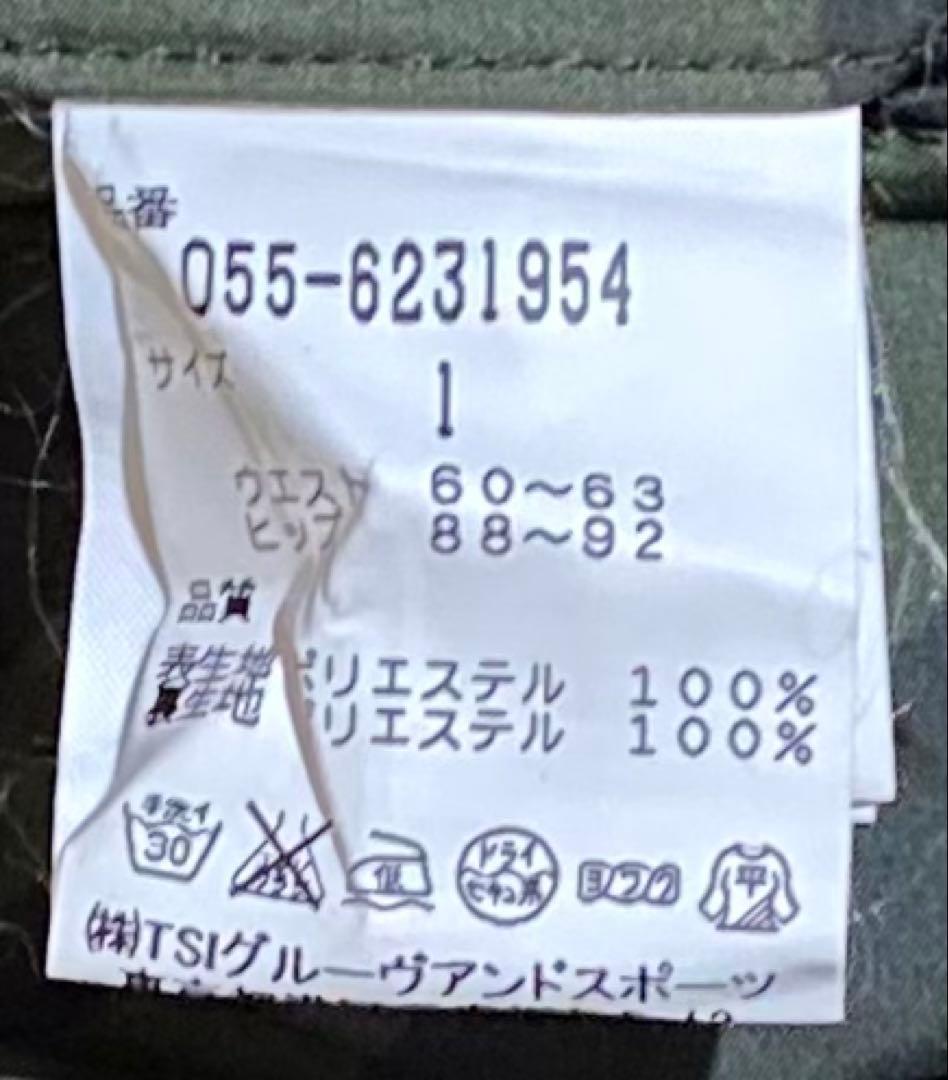 品番
055-6231954
サイズ 1
ウエスト 60～63
ヒップ 88～92
品質
表生地 ポリエステル 100%
裏生地 ポリエステル 100%
手洗イ 30 低 ドライ セキユ系 ヨワク 平
(株)TSIグルーヴアンドスポーツ